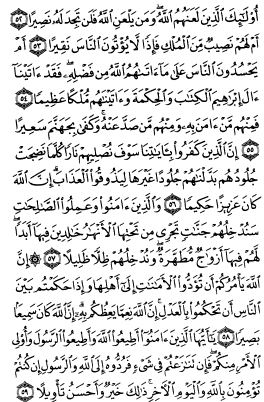 أُو۟لَٰٓئِكَ ٱلَّذِينَ لَعَنَهُمُ ٱللَّهُ وَمَن يَلْعَنِ ٱللَّهُ فَلَن تَجِدَ لَهُۥ نَصِيرًا ٥٢
أَمْ لَهُمْ نَصِيبٌ مِّنَ ٱلْمُلْكِ فَإِذًا لَّا يُؤْتُونَ ٱلنَّاسَ نَقِيرًا ٥٣ أَمْ
يَحْسُدُونَ ٱلنَّاسَ عَلَىٰ مَآ ءَاتَىٰهُمُ ٱللَّهُ مِن فَضْلِهِۦ فَقَدْ ءَاتَيْنَآ
ءَالَ إِبْرَٰهِيمَ ٱلْكِتَٰبَ وَٱلْحِكْمَةَ وَءَاتَيْنَٰهُم مُّلْكًا عَظِيمًا ٥٤
فَمِنْهُم مَّنْ ءَامَنَ بِهِۦ وَمِنْهُم مَّن صَدَّ عَنْهُ وَكَفَىٰ بِجَهَنَّمَ سَعِيرًا
٥٥ إِنَّ ٱلَّذِينَ كَفَرُوا۟ بِـَٔايَٰتِنَا سَوْفَ نُصْلِيهِمْ نَارًا كُلَّمَا نَضِجَتْ
جُلُودُهُم بَدَّلْنَٰهُمْ جُلُودًا غَيْرَهَا لِيَذُوقُوا۟ ٱلْعَذَابَ إِنَّ ٱللَّهَ
كَانَ عَزِيزًا حَكِيمًا ٥٦ وَٱلَّذِينَ ءَامَنُوا۟ وَعَمِلُوا۟ ٱلصَّٰلِحَٰتِ
سَنُدْخِلُهُمْ جَنَّٰتٍ تَجْرِى مِن تَحْتِهَا ٱلْأَنْهَٰرُ خَٰلِدِينَ فِيهَآ أَبَدًا
لَّهُمْ فِيهَآ أَزْوَٰجٌ مُّطَهَّرَةٌ وَنُدْخِلُهُمْ ظِلًّا ظَلِيلًا ٥٧ ۞ إِنَّ
ٱللَّهَ يَأْمُرُكُمْ أَن تُؤَدُّوا۟ ٱلْأَمَٰنَٰتِ إِلَىٰٓ أَهْلِهَا وَإِذَا حَكَمْتُم بَيْنَ
ٱلنَّاسِ أَن تَحْكُمُوا۟ بِٱلْعَدْلِ إِنَّ ٱللَّهَ نِعِمَّا يَعِظُكُم بِهِۦٓ إِنَّ ٱللَّهَ كَانَ سَمِيعًۢا
بَصِيرًا ٥٨ يَٰٓأَيُّهَا ٱلَّذِينَ ءَامَنُوٓا۟ أَطِيعُوا۟ ٱللَّهَ وَأَطِيعُوا۟ ٱلرَّسُولَ وَأُو۟لِى
ٱلْأَمْرِ مِنكُمْ فَإِن تَنَٰزَعْتُمْ فِى شَىْءٍ فَرُدُّوهُ إِلَى ٱللَّهِ وَٱلرَّسُولِ إِن كُنتُمْ
تُؤْمِنُونَ بِٱللَّهِ وَٱلْيَوْمِ ٱلْءَاخِرِ ذَٰلِكَ خَيْرٌ وَأَحْسَنُ تَأْوِيلًا ٥٩